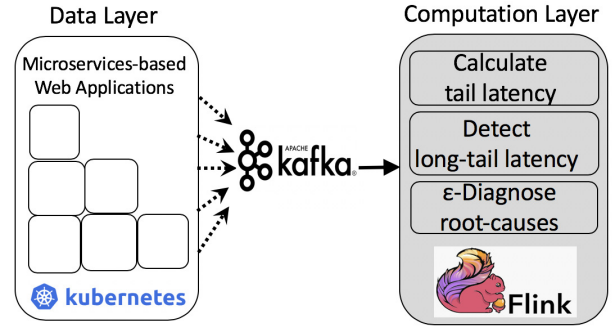 Data Layer
Microservices-based
Web Applications
kubernetes
APACHE
kafka®
Computation Layer
Calculate
tail latency
Detect
long-tail latency
ε-Diagnose
root-causes
Flink